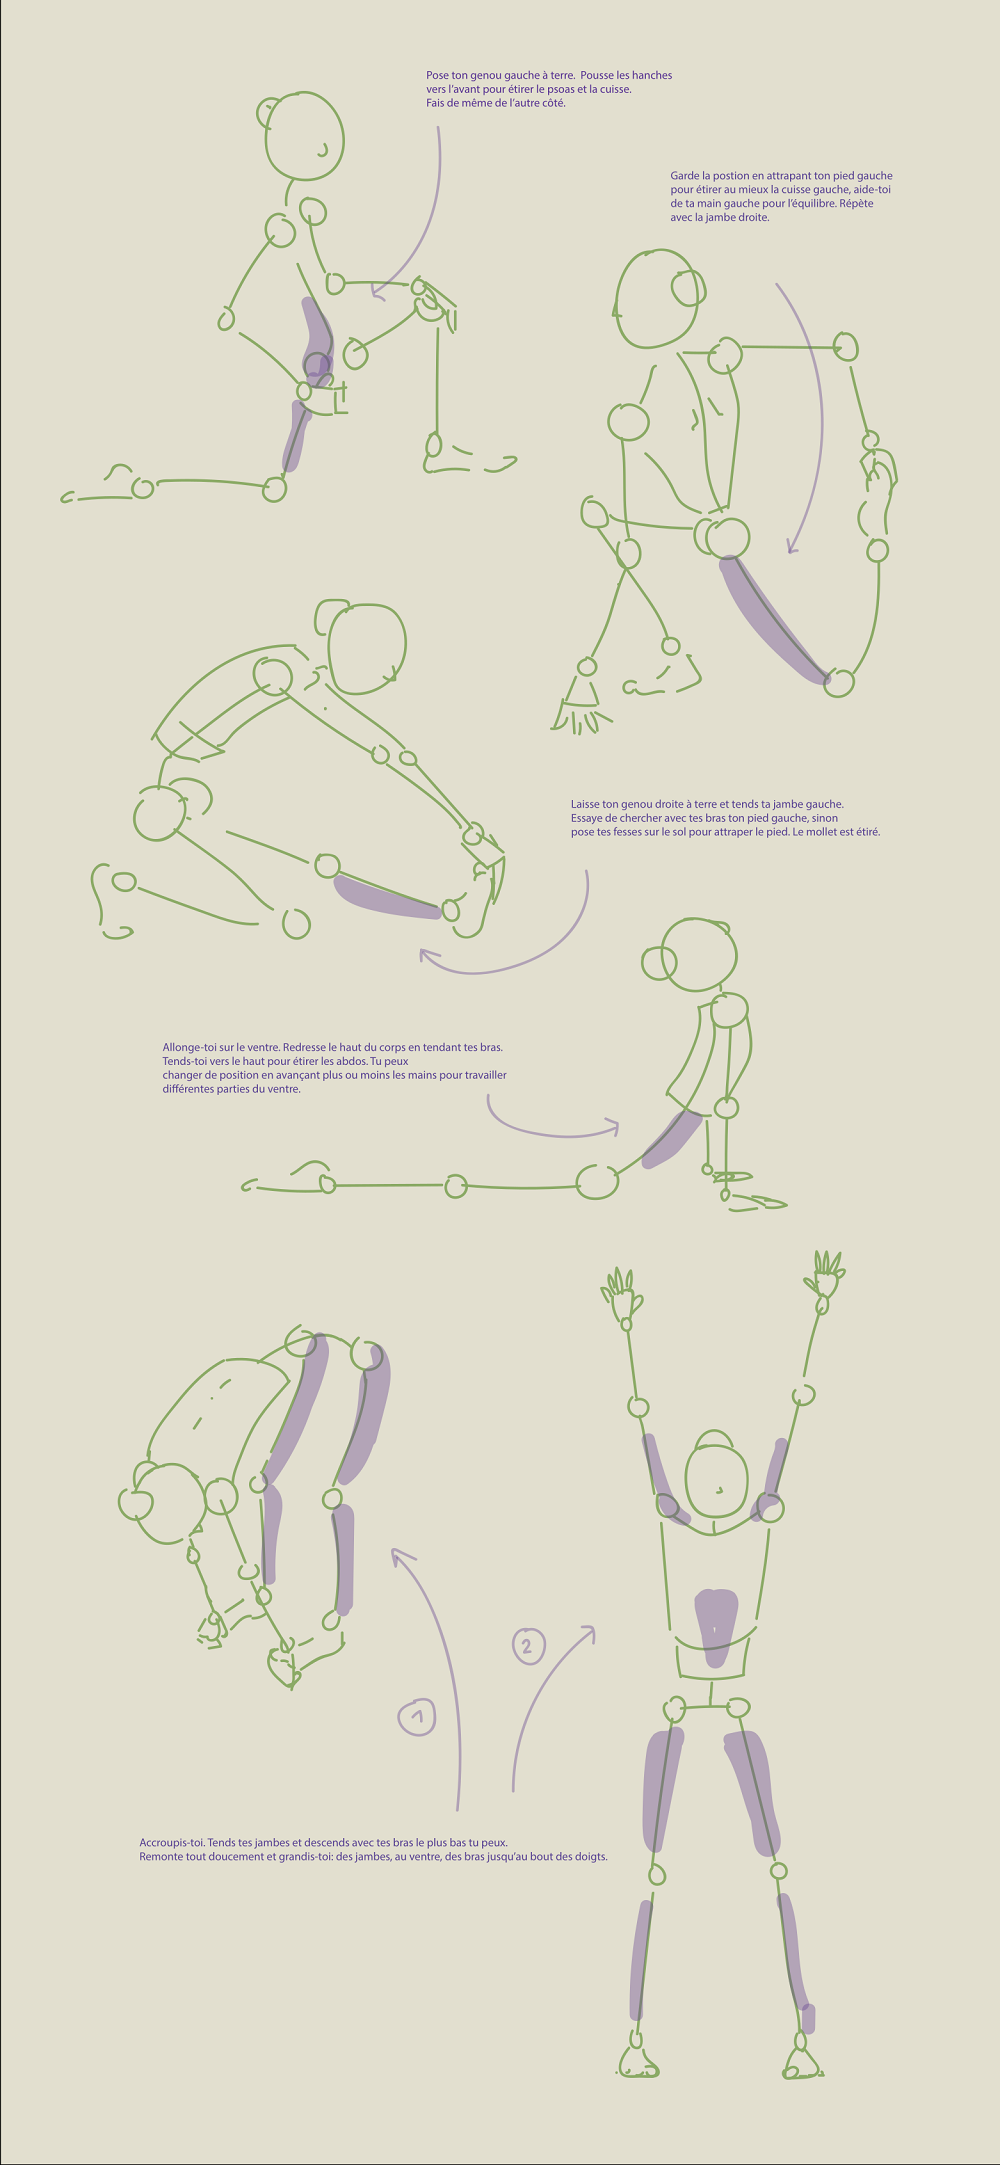 Pose ton genou gauche à terre.  Pousse les hanches
vers l'avant pour étirer le psoas et la cuisse.
Fais de même de l'autre côté.
Garde la postion en attrapant ton pied gauche
pour étirer au mieux la cuisse gauche, aide-toi
de ta main gauche pour l'équilibre. Répète
avec la jambe droite.
Laisse ton genou droite à terre et tends ta jambe gauche.
Essaye de chercher avec tes bras ton pied gauche, sinon
pose tes fesses sur le sol pour attraper le pied. Le mollet est étiré.
Allonge-toi sur le ventre. Redresse le haut du corps en tendant tes bras.
Tends-toi vers le haut pour étirer les abdos. Tu peux
changer de position en avançant plus ou moins les mains pour travailler
différentes parties du ventre.
2
1
Accroupis-toi. Tends tes jambes et descends avec tes bras le plus bas tu peux.
Remonte tout doucement et grandis-toi: des jambes, au ventre, des bras jusqu'au bout des doigts.